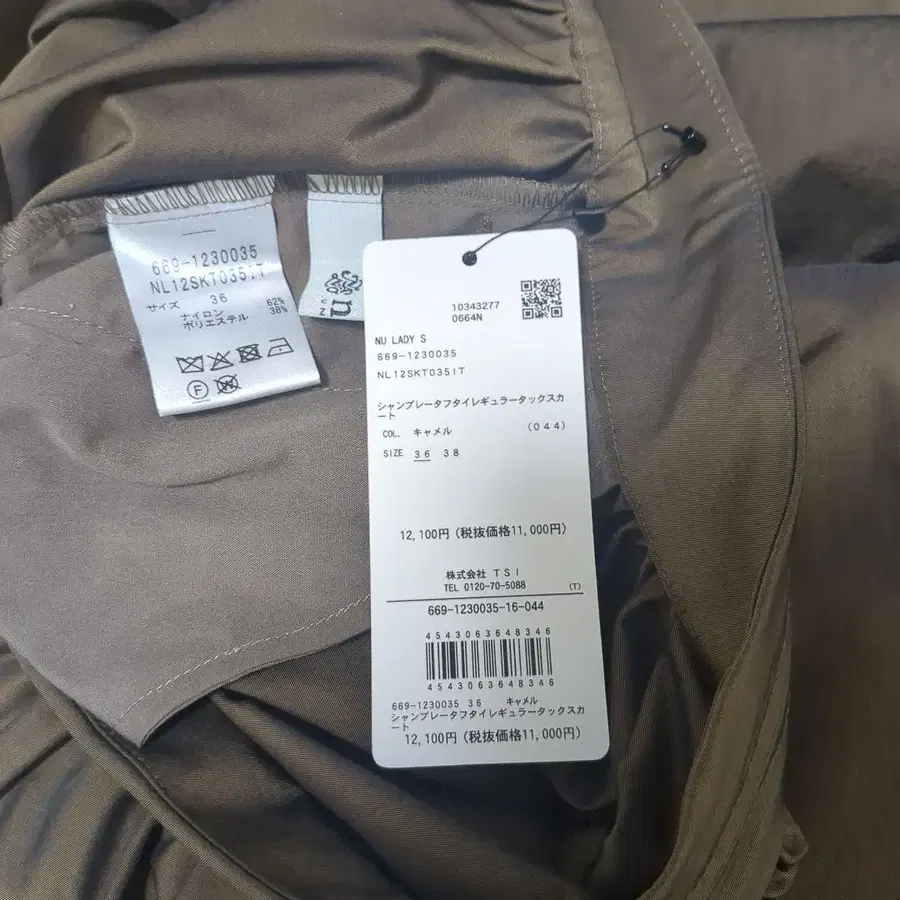 669-1230035
NL12SKT035IT
サイズ 36
ナイロン 62%
ポリエステル 38%
F
nu
10343277
0664N
NU LADY S
669-1230035
NL12SKT035IT
シャンブレータフタイレギュラータックスカ
ート
COL. キャメル (044)
SIZE 36 38
12,100円 (税抜価格11,000円)
株式会社 TSI
TEL 0120-70-5088 (T)
669-1230035-16-044
4543063648346
4543063648346
669-1230035 36 キャメル
シャンブレータフタイレギュラータックスカ
ート
12,100円 (税抜価格11,000円)